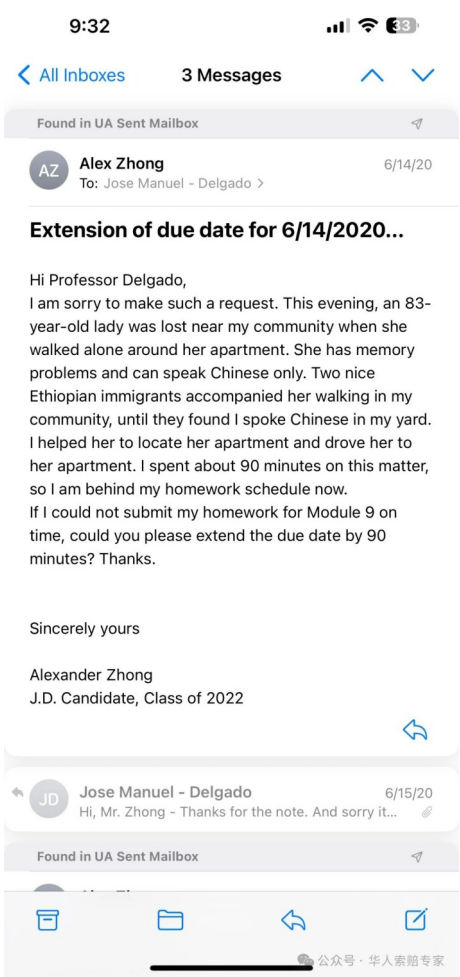 9:32
33
All Inboxes
3 Messages
Found in UA Sent Mailbox
AZ
Alex Zhong
6/14/20
To: Jose Manuel - Delgado >
Extension of due date for 6/14/2020...
Hi Professor Delgado,
I am sorry to make such a request. This evening, an 83-
year-old lady was lost near my community when she
walked alone around her apartment. She has memory
problems and can speak Chinese only. Two nice
Ethiopian immigrants accompanied her walking in my
community, until they found I spoke Chinese in my yard.
I helped her to locate her apartment and drove her to
her apartment. I spent about 90 minutes on this matter,
so I am behind my homework schedule now.
If I could not submit my homework for Module 9 on
time, could you please extend the due date by 90
minutes? Thanks.
Sincerely yours
Alexander Zhong
J.D. Candidate, Class of 2022
JD
Jose Manuel - Delgado
6/15/20
Hi, Mr. Zhong - Thanks for the note. And sorry it...
Found in UA Sent Mailbox
公众号 · 华人索赔专家